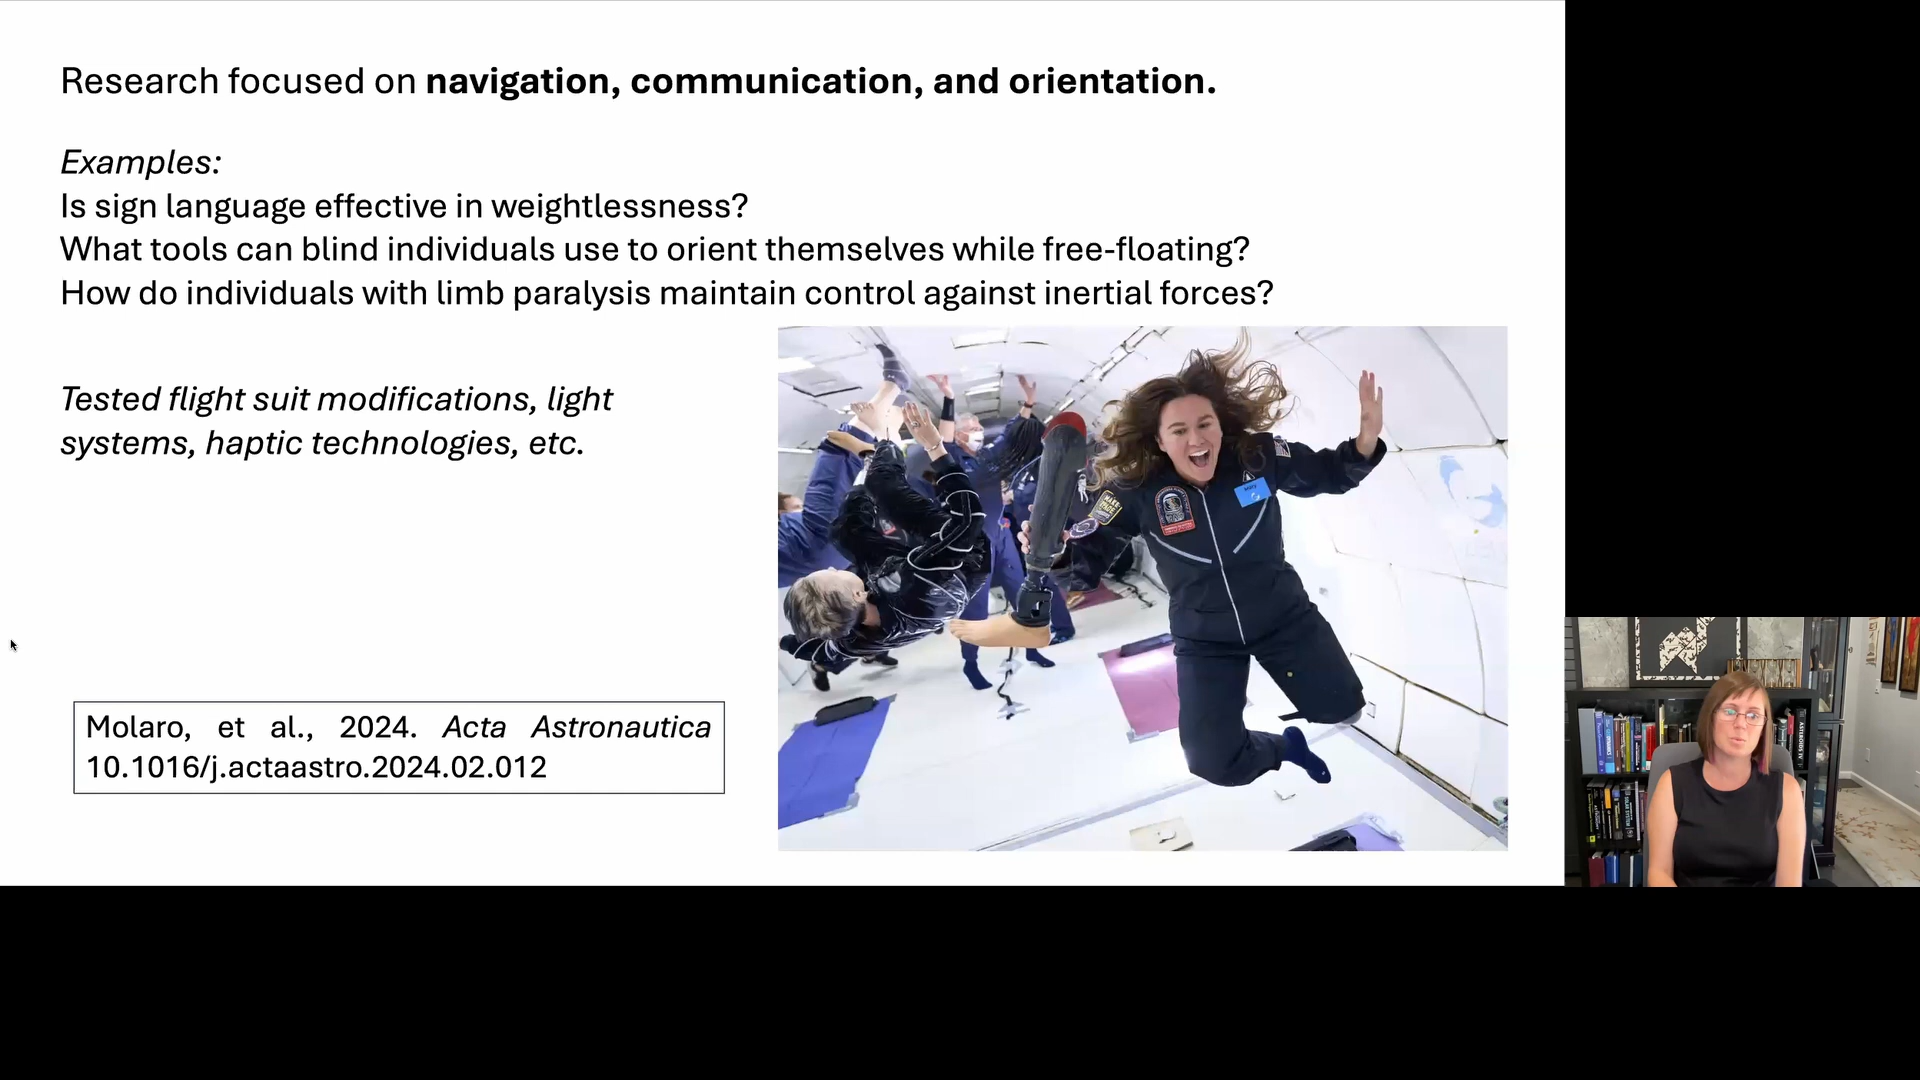 Research focused on navigation, communication, and orientation.
Examples:
Is sign language effective in weightlessness?
What tools can blind individuals use to orient themselves while free-floating?
How do individuals with limb paralysis maintain control against inertial forces?
Tested flight suit modifications, light
systems, haptic technologies, etc.
Molaro, et al., 2024. Acta Astronautica
10.1016/j.actaastro.2024.02.012